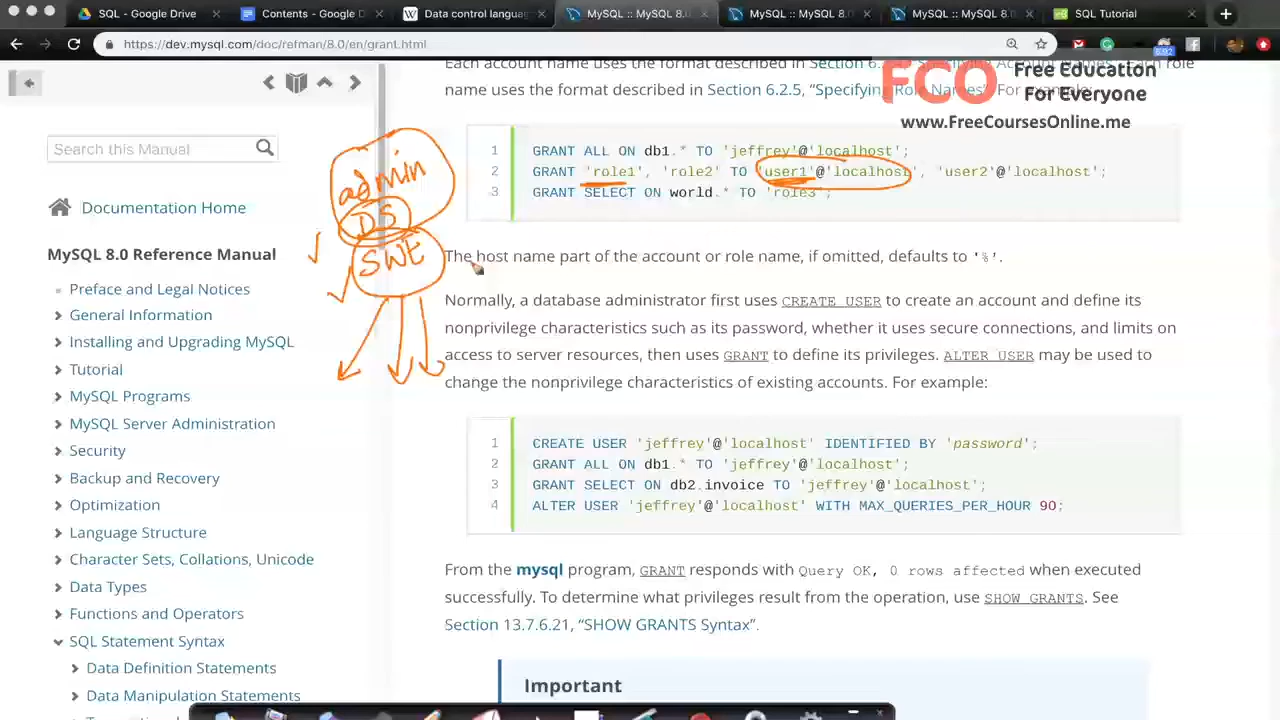 SQL - Google Drive
Contents - Google D
Data control languag
MySQL :: MySQL 8.0
MySQL :: MySQL 8.0
MySQL :: MySQL 8.0
SQL Tutorial
https://dev.mysql.com/doc/refman/8.0/en/grant.html
Search this Manual
Documentation Home
MySQL 8.0 Reference Manual
Preface and Legal Notices
General Information
Installing and Upgrading MySQL
Tutorial
MySQL Programs
MySQL Server Administration
Security
Backup and Recovery
Optimization
Language Structure
Character Sets, Collations, Unicode
Data Types
Functions and Operators
SQL Statement Syntax
Data Definition Statements
Data Manipulation Statements
admin
DS
SWE
Each account name uses the format described in Section 6. Each role
name uses the format described in Section 6.2.5, “Specifying Role Names”. For example:
FCO
Free Education
For Everyone
www.FreeCoursesOnline.me
1 GRANT ALL ON db1.* TO 'jeffrey'@'localhost';
2 GRANT 'role1', 'role2' TO 'user1'@'localhost', 'user2'@'localhost';
3 GRANT SELECT ON world.* TO 'role3';
The host name part of the account or role name, if omitted, defaults to '%'.
Normally, a database administrator first uses CREATE USER to create an account and define its
nonprivilege characteristics such as its password, whether it uses secure connections, and limits on
access to server resources, then uses GRANT to define its privileges. ALTER USER may be used to
change the nonprivilege characteristics of existing accounts. For example:
1 CREATE USER 'jeffrey'@'localhost' IDENTIFIED BY 'password';
2 GRANT ALL ON db1.* TO 'jeffrey'@'localhost';
3 GRANT SELECT ON db2.invoice TO 'jeffrey'@'localhost';
4 ALTER USER 'jeffrey'@'localhost' WITH MAX_QUERIES_PER_HOUR 90;
From the mysql program, GRANT responds with Query OK, 0 rows affected when executed
successfully. To determine what privileges result from the operation, use SHOW GRANTS. See
Section 13.7.6.21, “SHOW GRANTS Syntax”.
Important